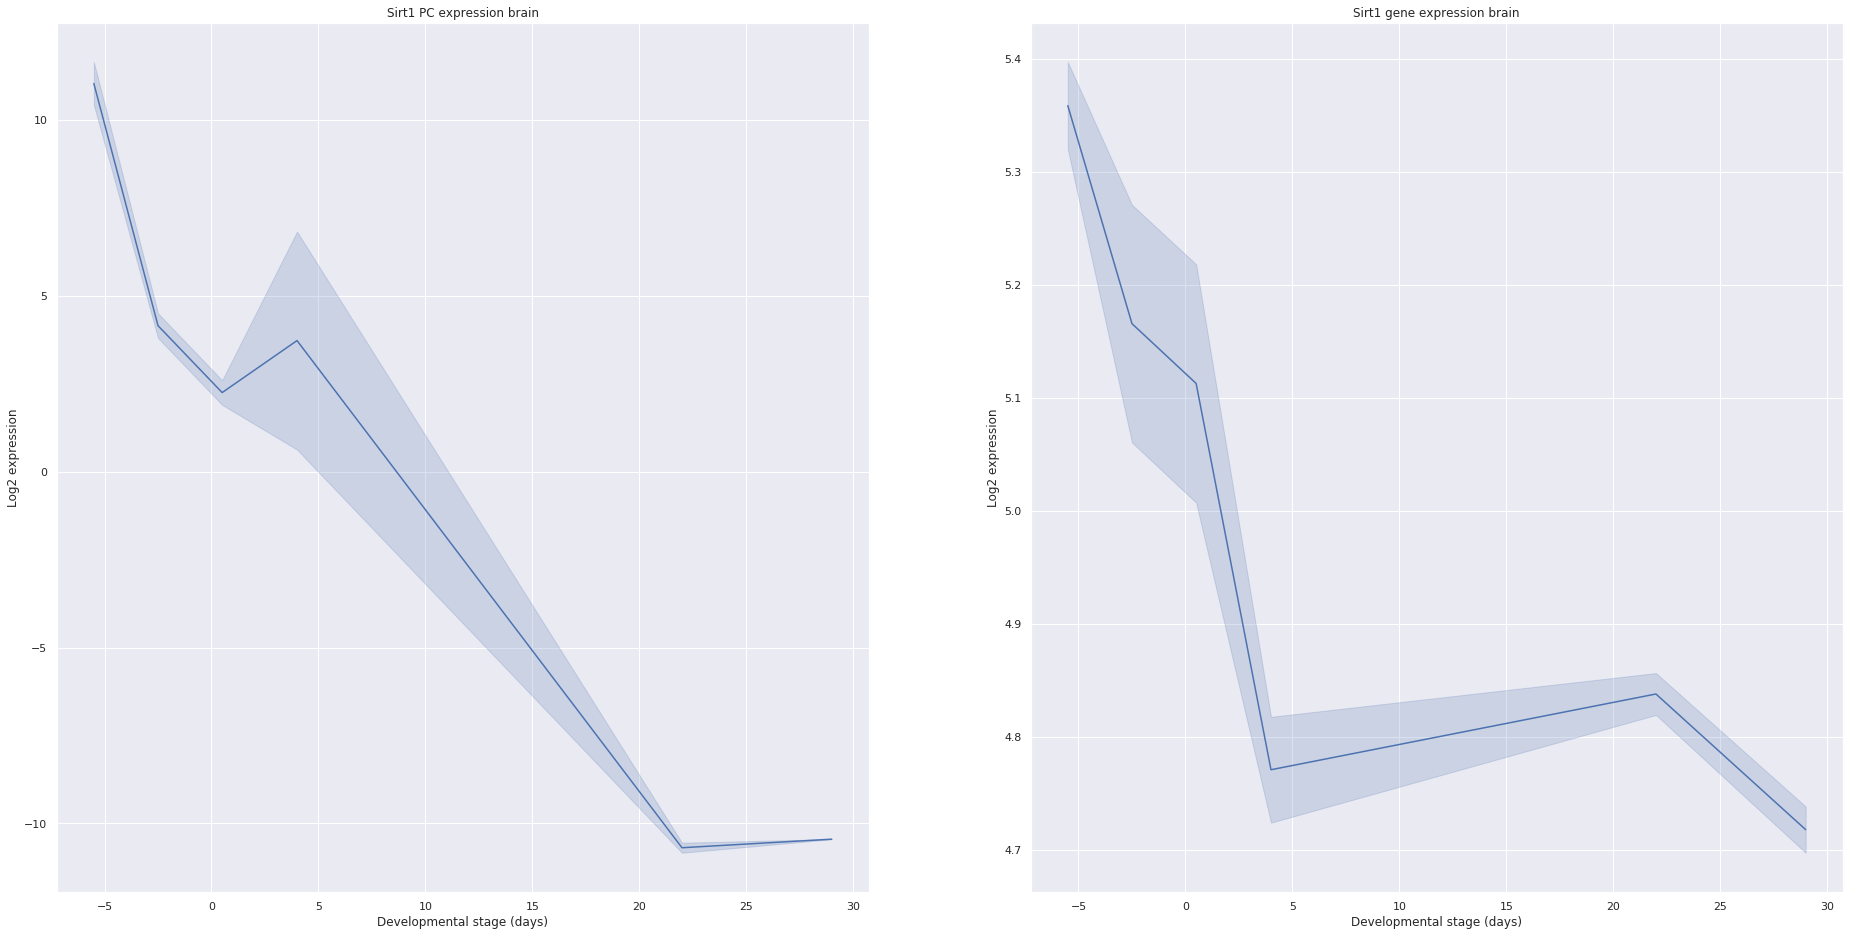 Sirt1 PC expression brain
10
5
0
−5
−10
Log2 expression
−5 0 5 10 15 20 25 30
Developmental stage (days)
Sirt1 gene expression brain
5.4
5.3
5.2
5.1
5.0
4.9
4.8
4.7
Log2 expression
−5 0 5 10 15 20 25 30
Developmental stage (days)